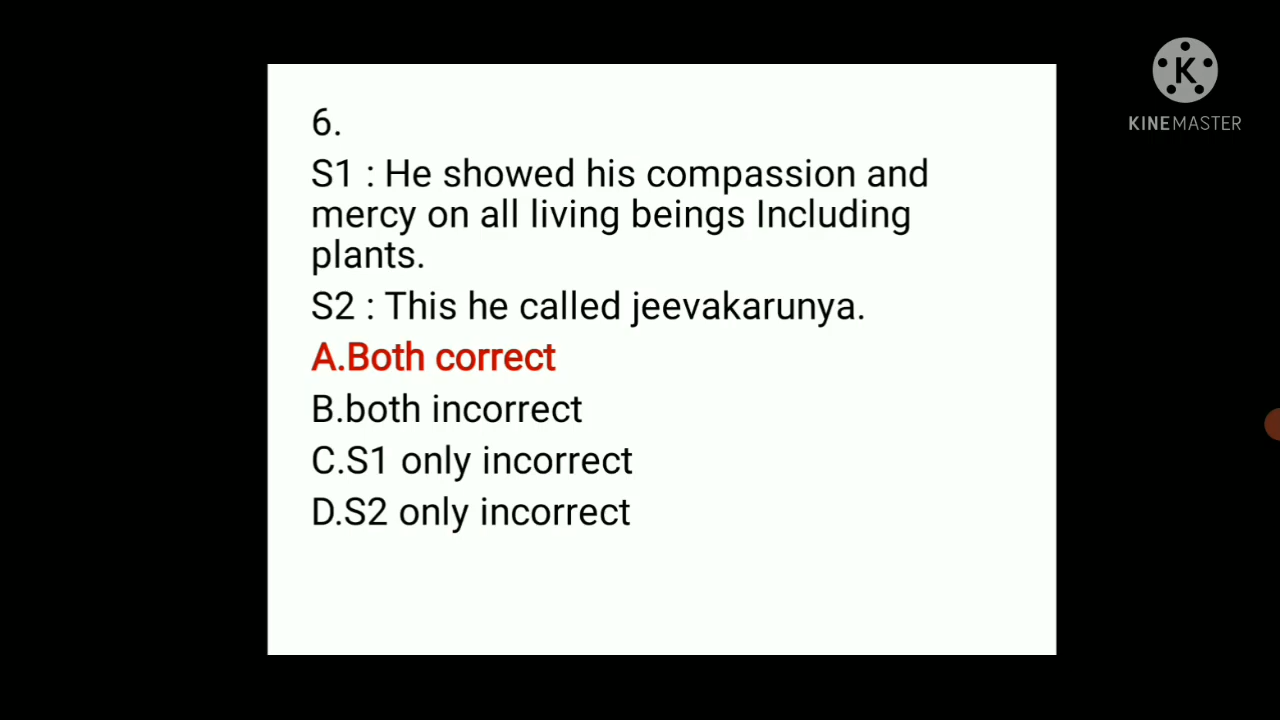 KINEMASTER
6.
S1 : He showed his compassion and
mercy on all living beings Including
plants.
S2 : This he called jeevakarunya.
A.Both correct
B.both incorrect
C.S1 only incorrect
D.S2 only incorrect